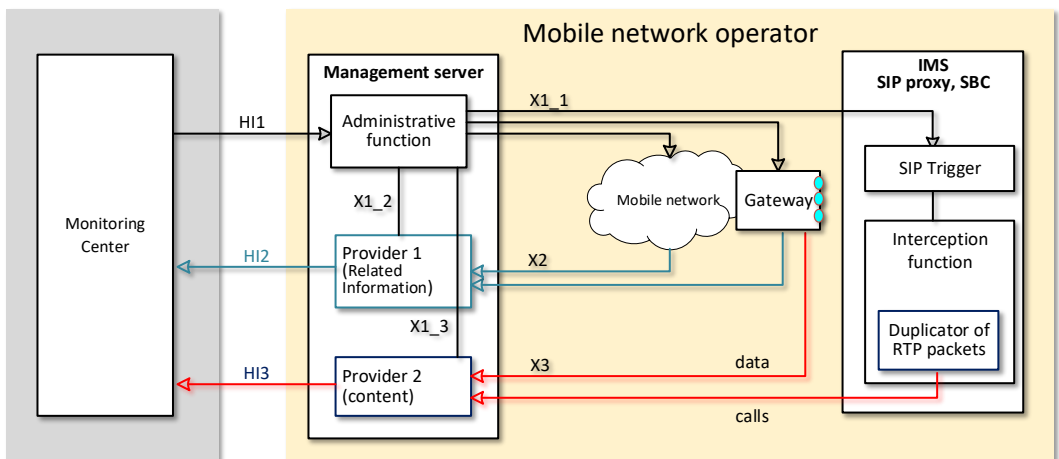 Mobile network operator
Management server
IMS
SIP proxy, SBC
X1_1
Administrative
function
HI1
SIP Trigger
Mobile network
Gateway
X1_2
Monitoring
Center
Provider 1
(Related
Information)
HI2
X2
Interception
function
X1_3
Duplicator of
RTP packets
HI3
Provider 2
(content)
X3
data
calls